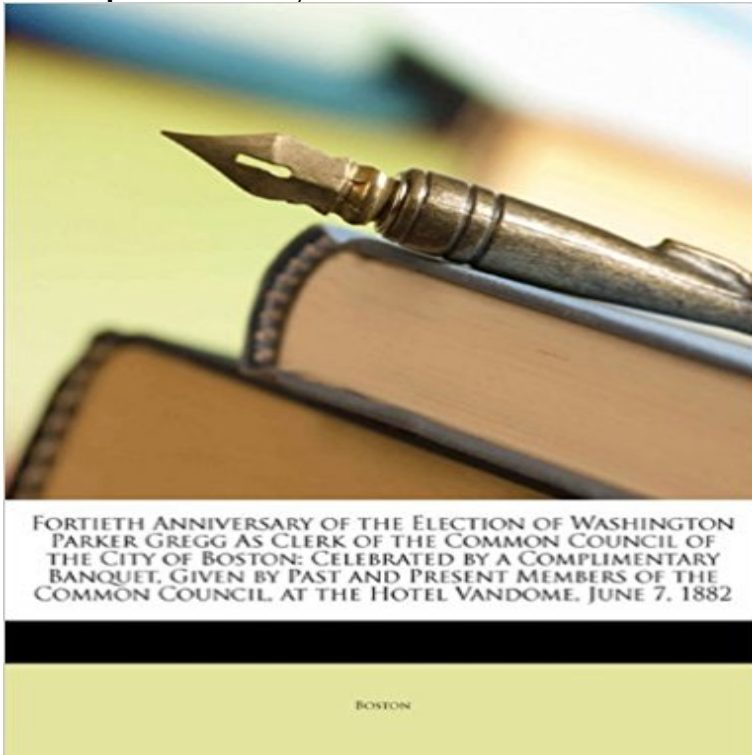 FORTIETH ANNIVERSARY OF THE ELECTION OF WASHINGTON
PARKER GREGG AS CLERK OF THE COMMON COUNCIL OF
THE CITY OF BOSTON: CELEBRATED BY A COMPLIMENTARY
BANQUET, GIVEN BY PAST AND PRESENT MEMBERS OF THE
COMMON COUNCIL, AT THE HOTEL VANDOME, JUNE 7, 1882
BOSTON